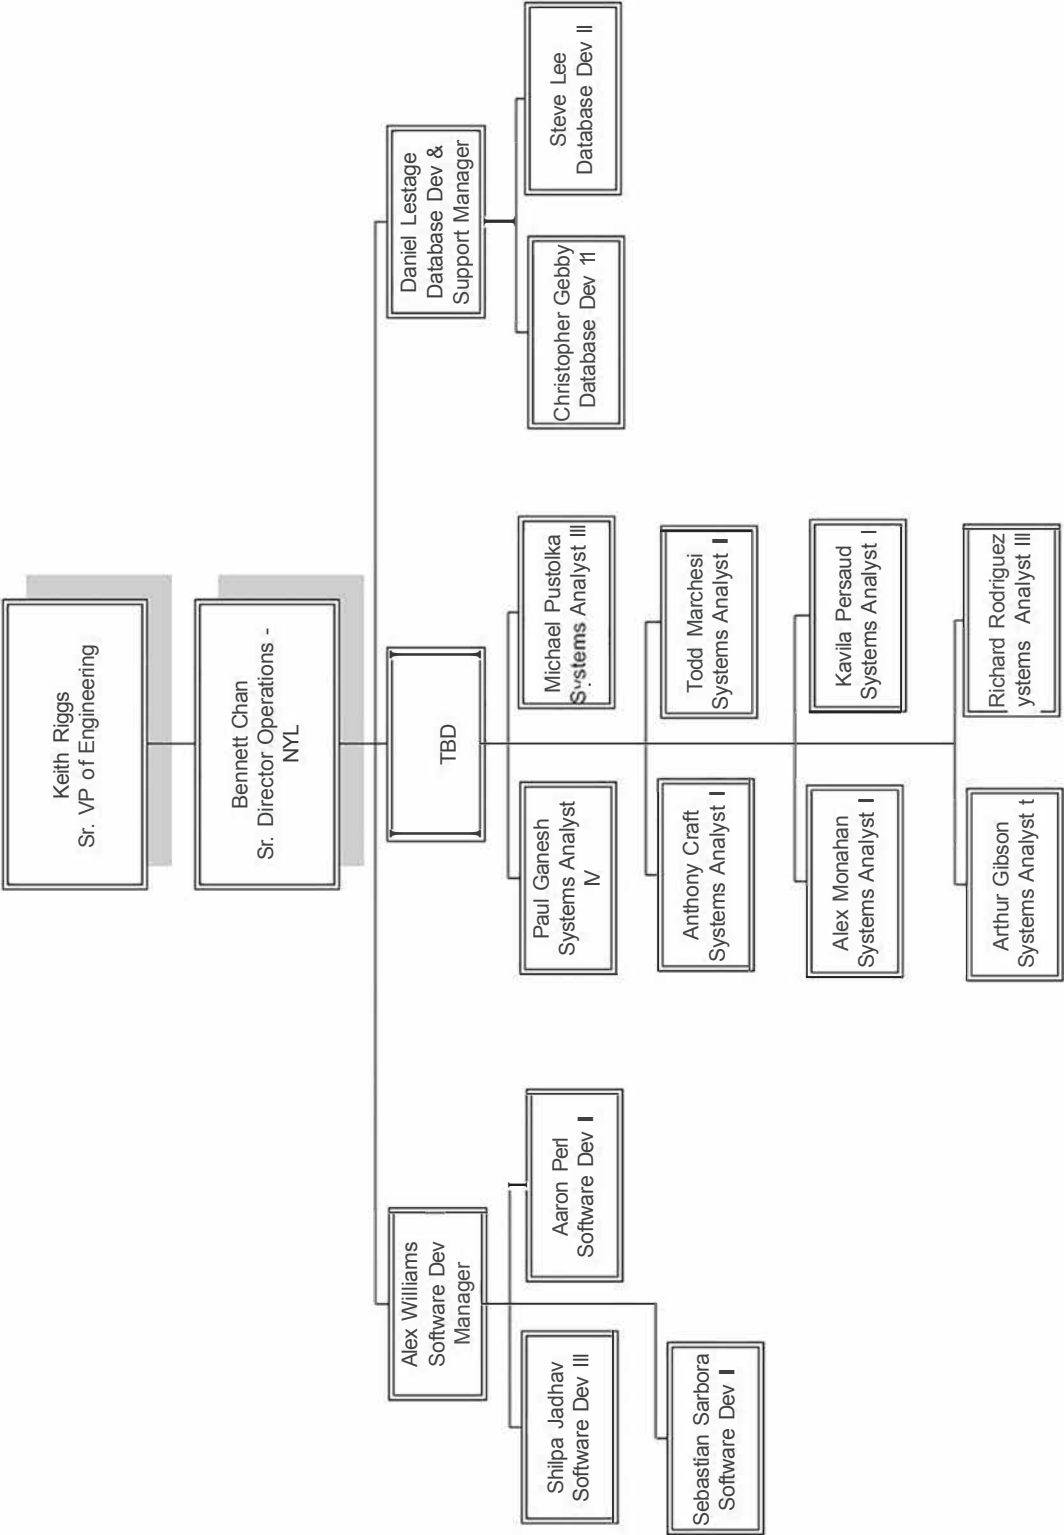 Keith Riggs
Sr. VP of Engineering
Bennett Chan
Sr. Director Operations -
NYL
Alex Williams
Software Dev
Manager
TBD
Daniel Lestage
Database Dev &
Support Manager
Shilpa Jadhav
Software Dev III
Aaron Perl
Software Dev I
Sebastian Sarbora
Software Dev I
Paul Ganesh
Systems Analyst
IV
Michael Pustolka
Systems Analyst III
Anthony Craft
Systems Analyst I
Todd Marchesi
Systems Analyst I
Alex Monahan
Systems Analyst I
Kavila Persaud
Systems Analyst I
Arthur Gibson
Systems Analyst t
Richard Rodriguez
ystems Analyst III
Christopher Gebby
Database Dev 11
Steve Lee
Database Dev II